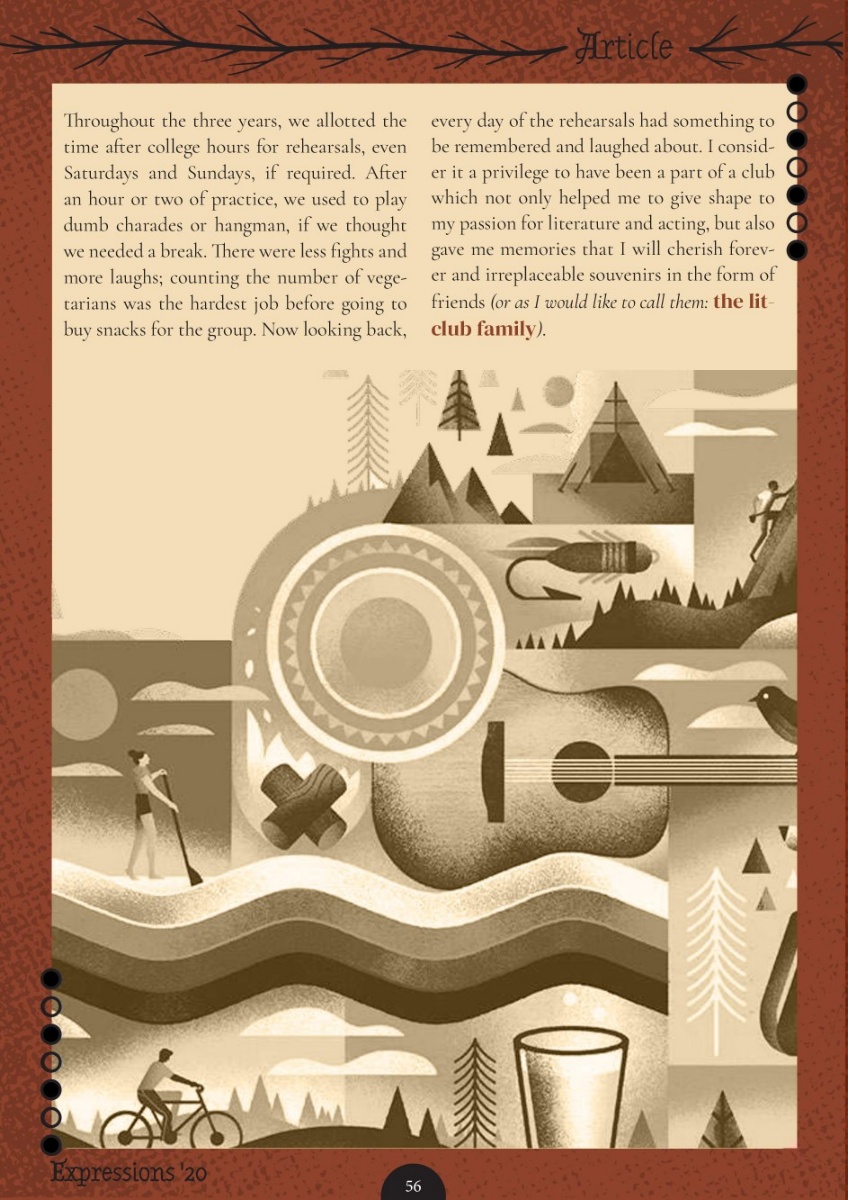 Article
Throughout the three years, we allotted the
time after college hours for rehearsals, even
Saturdays and Sundays, if required. After
an hour or two of practice, we used to play
dumb charades or hangman, if we thought
we needed a break. There were less fights and
more laughs; counting the number of vege-
tarians was the hardest job before going to
buy snacks for the group. Now looking back,
every day of the rehearsals had something to
be remembered and laughed about. I consid-
er it a privilege to have been a part of a club
which not only helped me to give shape to
my passion for literature and acting, but also
gave me memories that I will cherish forev-
er and irreplaceable souvenirs in the form of
friends (or as I would like to call them: the lit-
club family).
Expressions '20
56